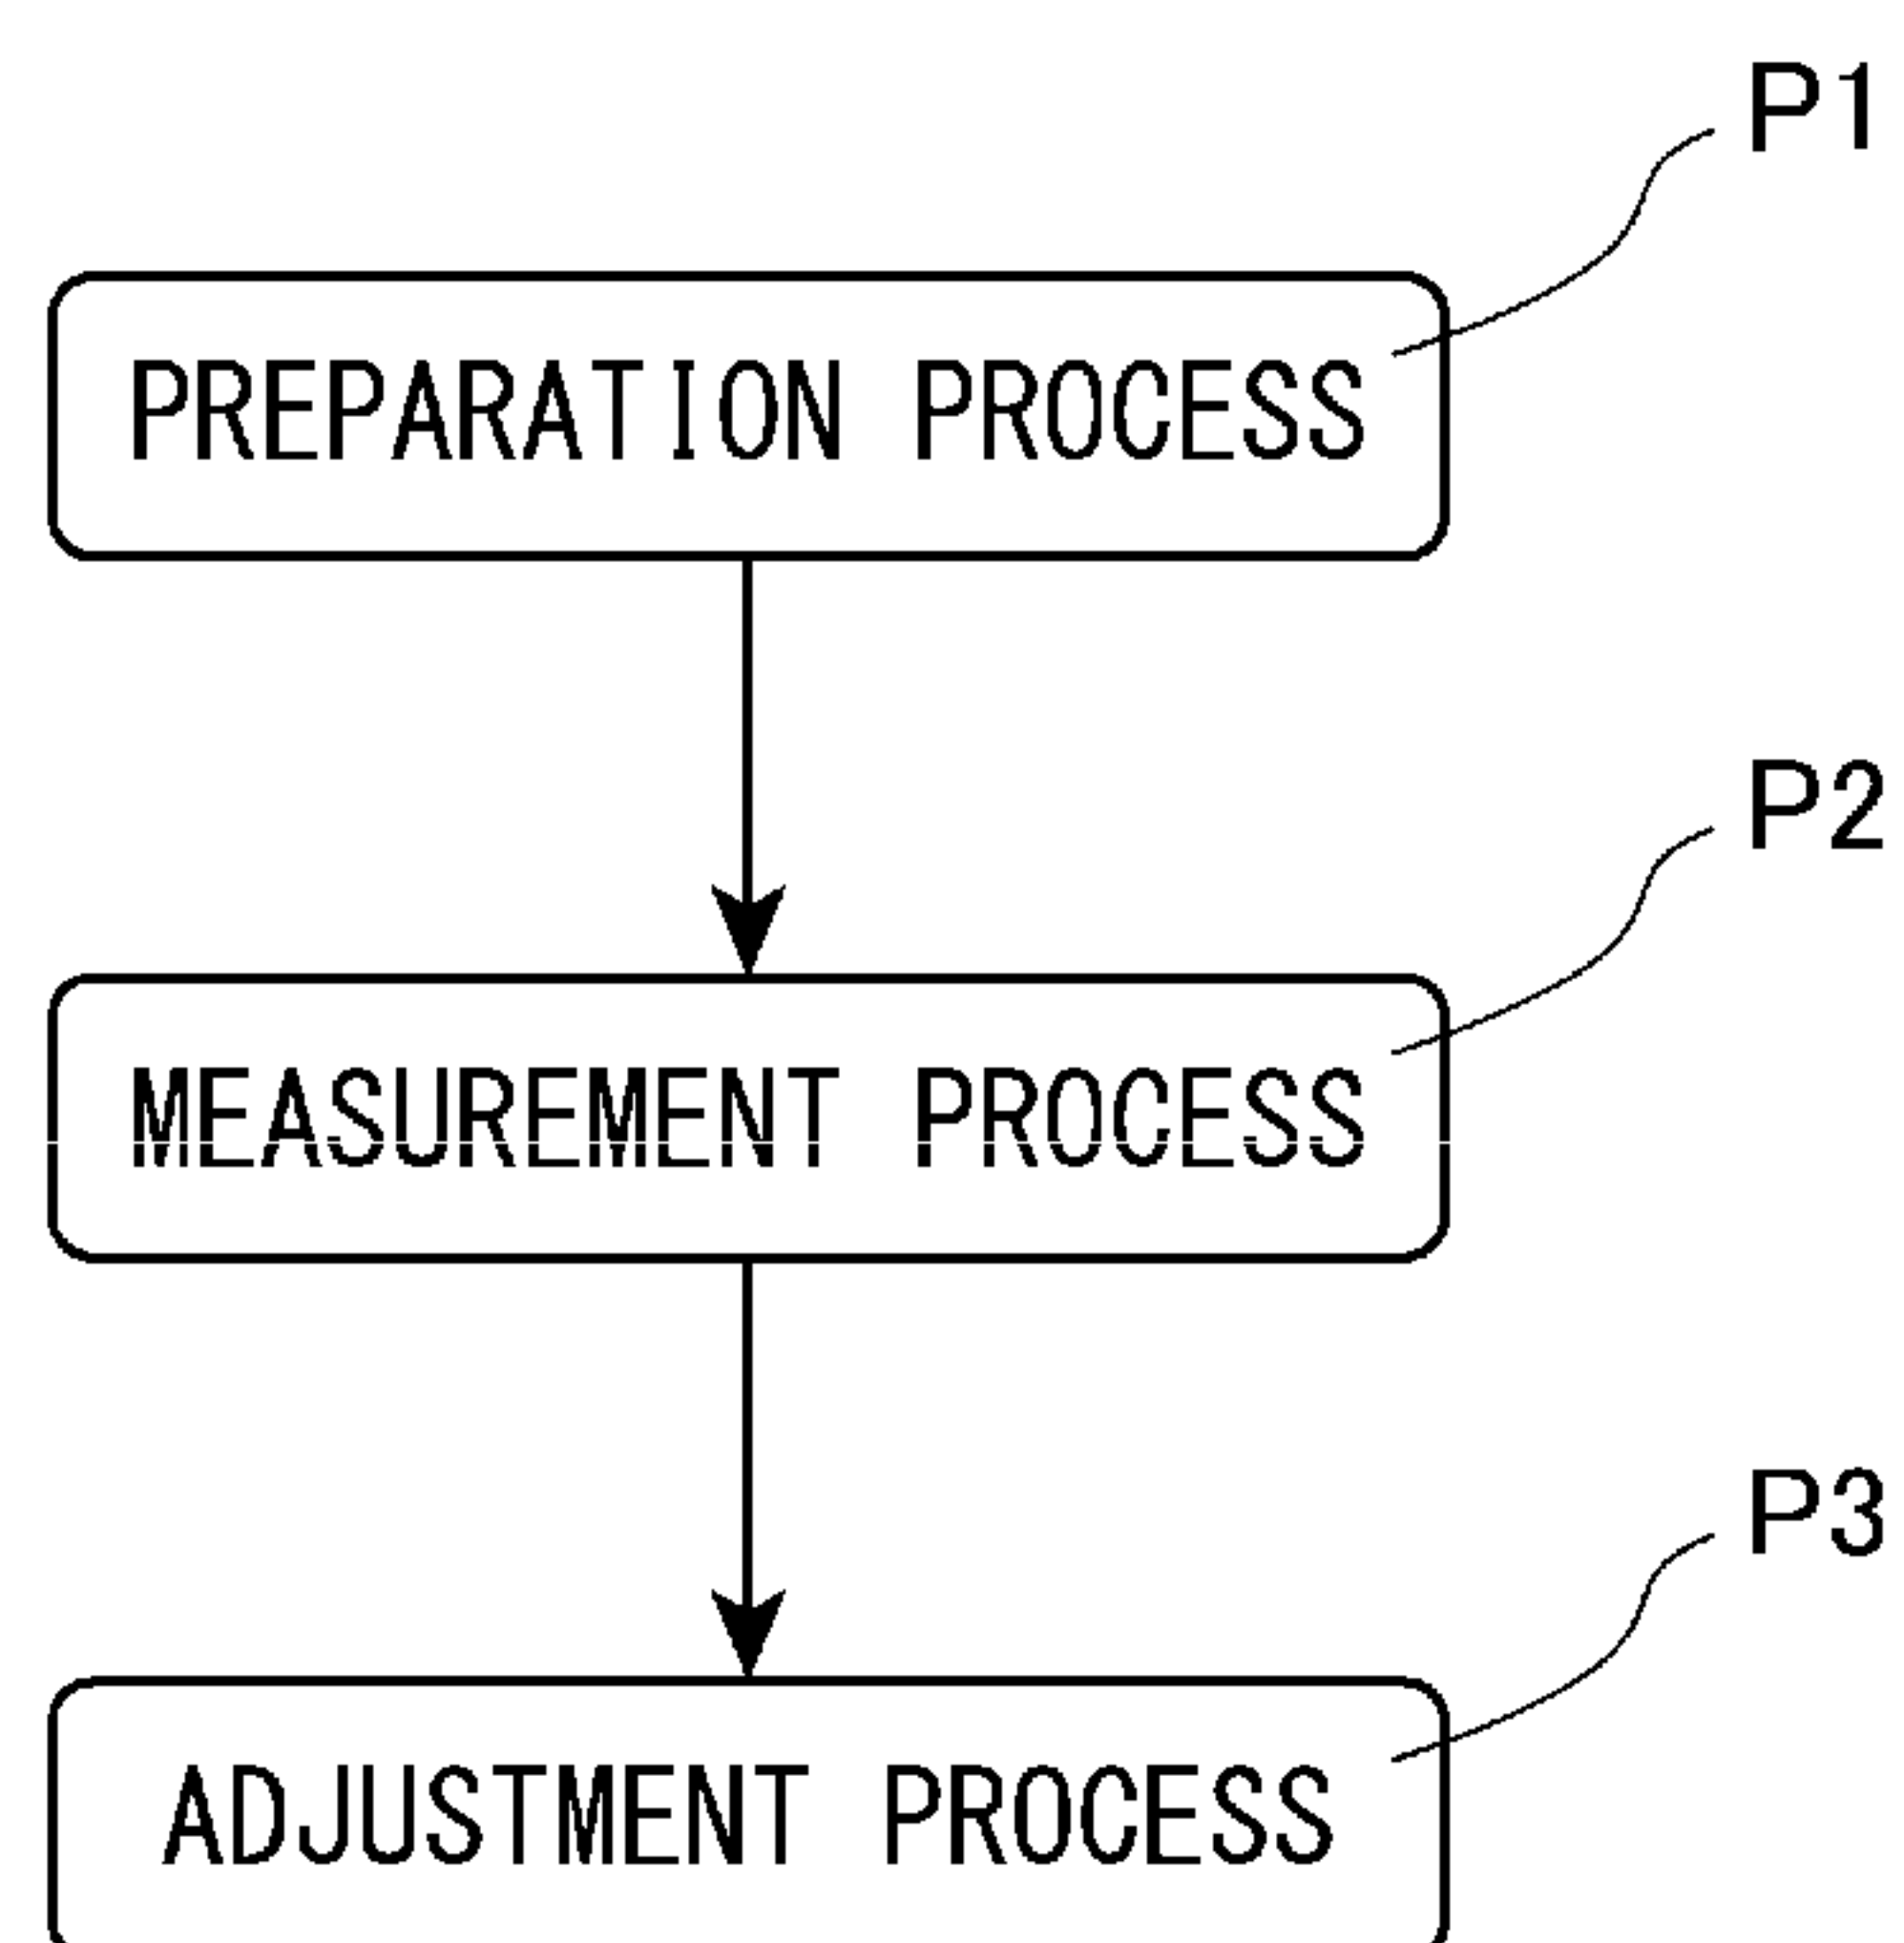 P1
PREPARATION PROCESS
P2
MEASUREMENT PROCESS
P3
ADJUSTMENT PROCESS